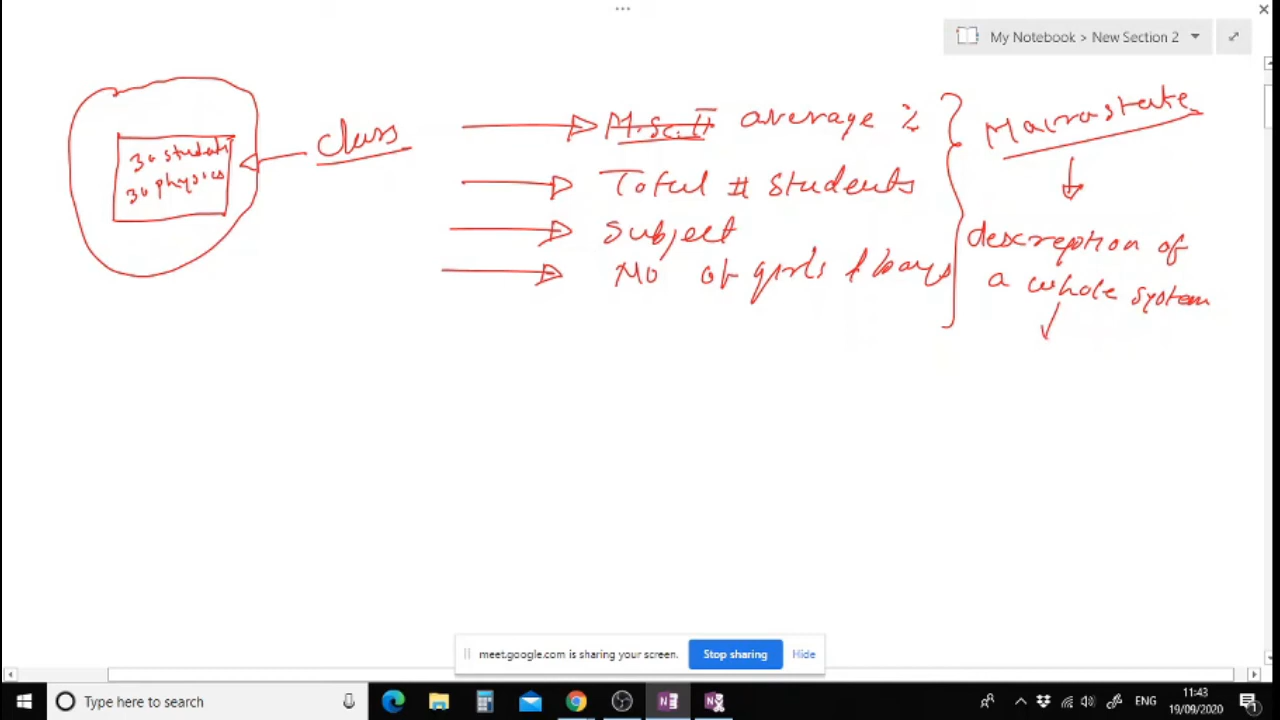 My Notebook > New Section 2
30 students
30 physics
class
M.Sc.II average %
Total # students
subject
No of girls & boys
Macrostate
descreption of
a whole system
meet.google.com is sharing your screen.
Stop sharing
Hide
Type here to search
ENG
11:43
19/09/2020
1